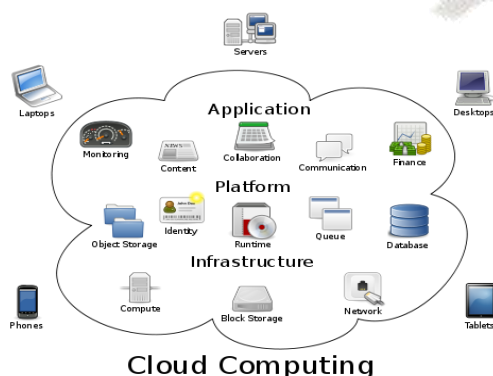 Servers
Laptops
Desktops
Application
Monitoring
NEWS
Content
Collaboration
Communication
Finance
Platform
Object Storage
Identity
Runtime
Queue
Database
Infrastructure
Compute
Block Storage
Network
Phones
Tablets
Cloud Computing